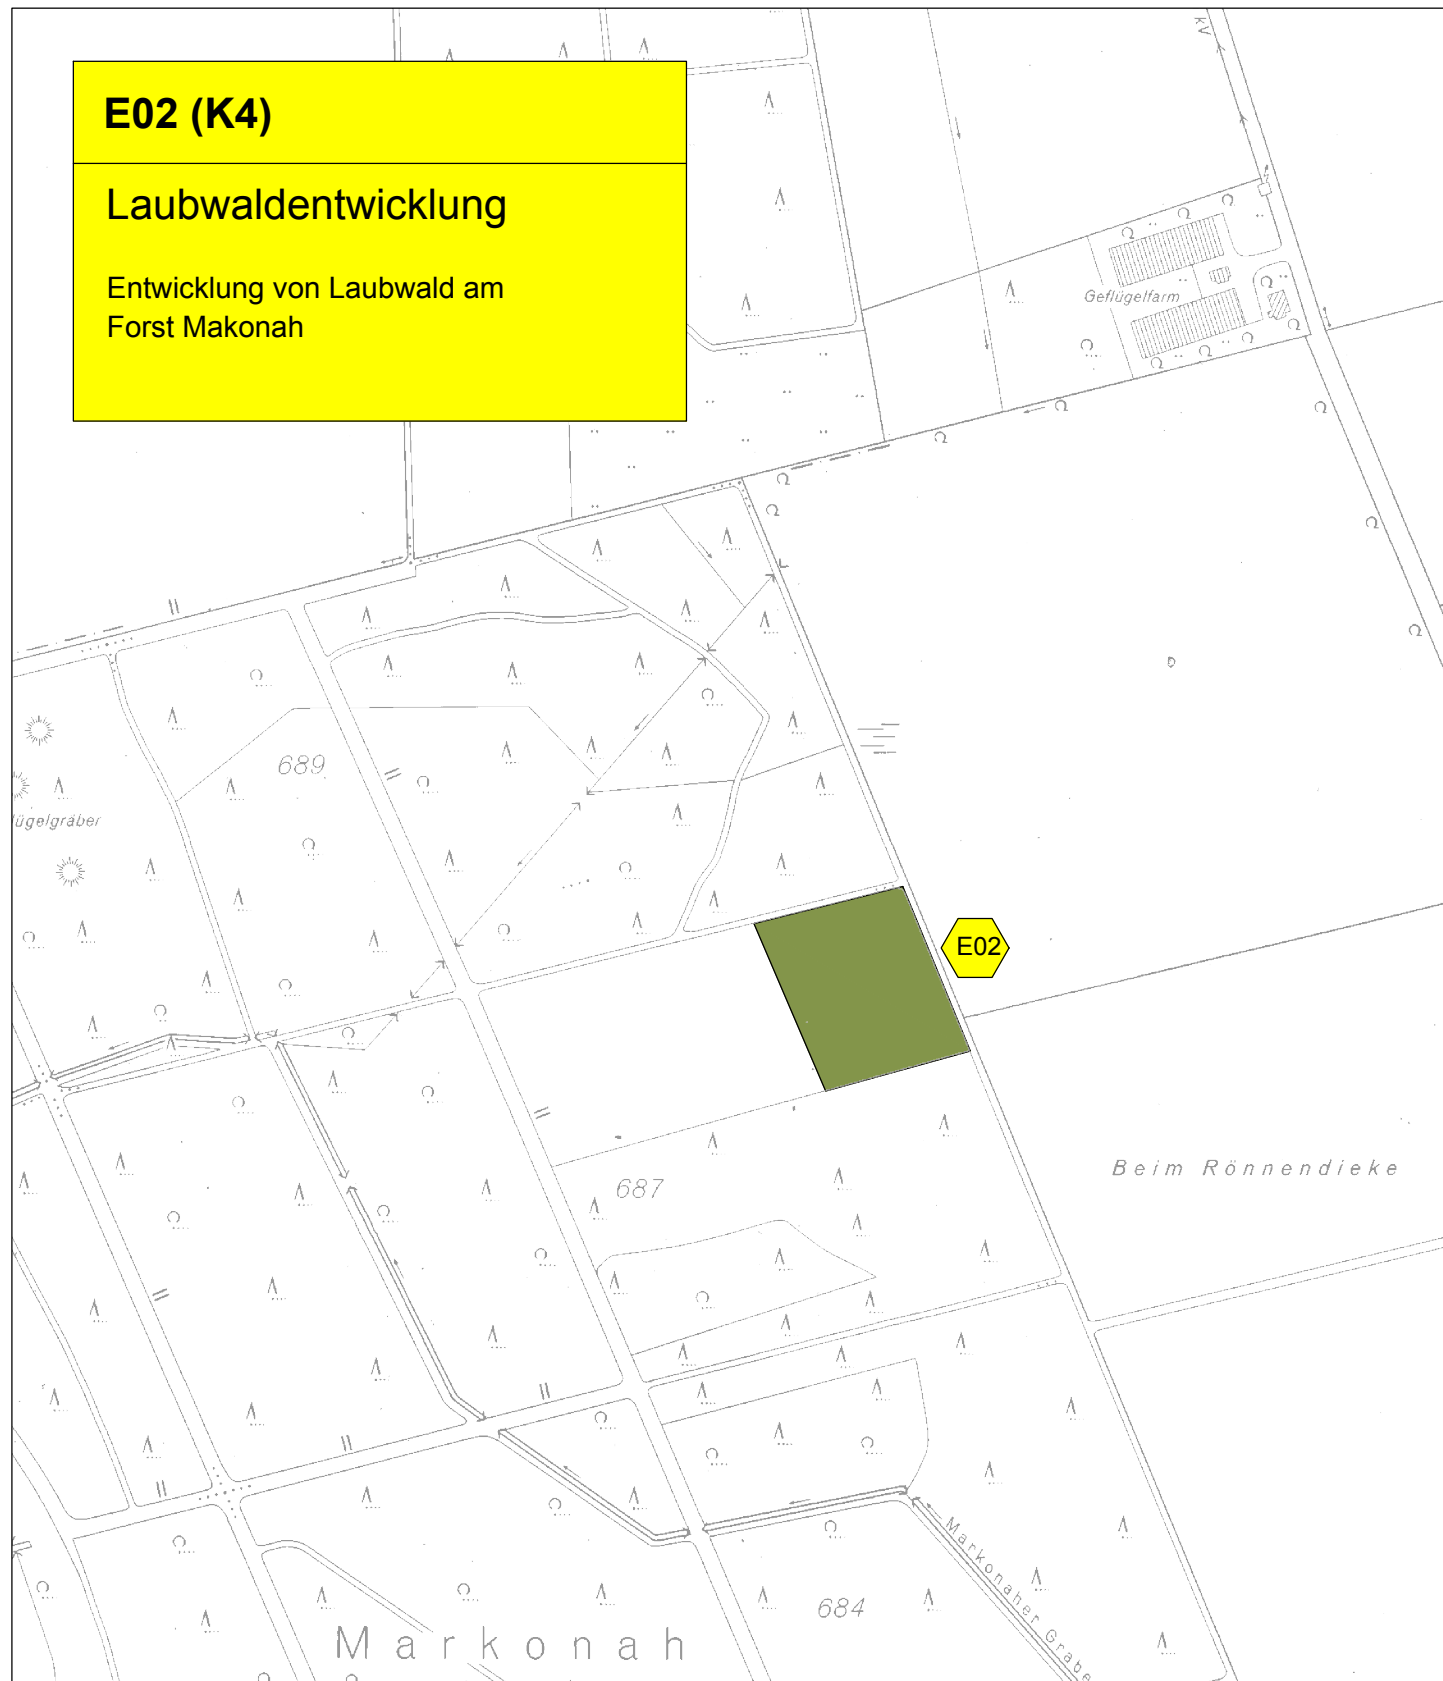 kV
E02 (K4)
Laubwaldentwicklung
Entwicklung von Laubwald am
Forst Makonah
Geflügelfarm
689
ügelgräber
E02
Beim Rönnendieke
687
684
Markonaher Grabe
Markonah